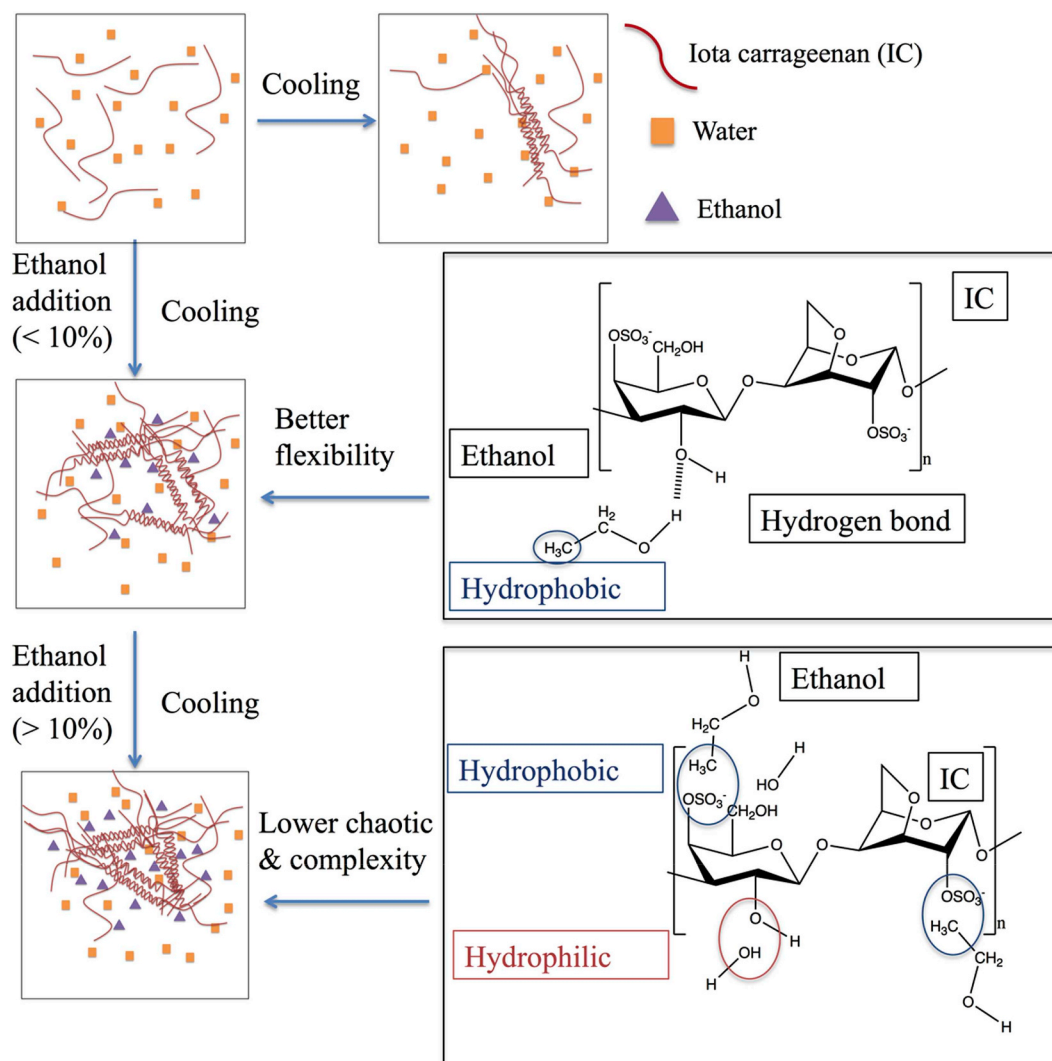 Cooling
Iota carrageenan (IC)
Water
Ethanol
Ethanol
addition
(< 10%)
Cooling
IC
OSO₃⁻
CH₂OH
O
O
O
O
O
OSO₃⁻
n
Better
flexibility
Ethanol
O
H
Hydrogen bond
H
CH₂
H₃C
O
Hydrophobic
Ethanol
addition
(> 10%)
Cooling
H
Ethanol
O
H₂C
H
Hydrophobic
H₃C
HO
IC
OSO₃⁻
CH₂OH
O
O
O
O
O
Lower chaotic
& complexity
OSO₃⁻
n
O
H
H₃C
Hydrophilic
OH
H
CH₂
O
H